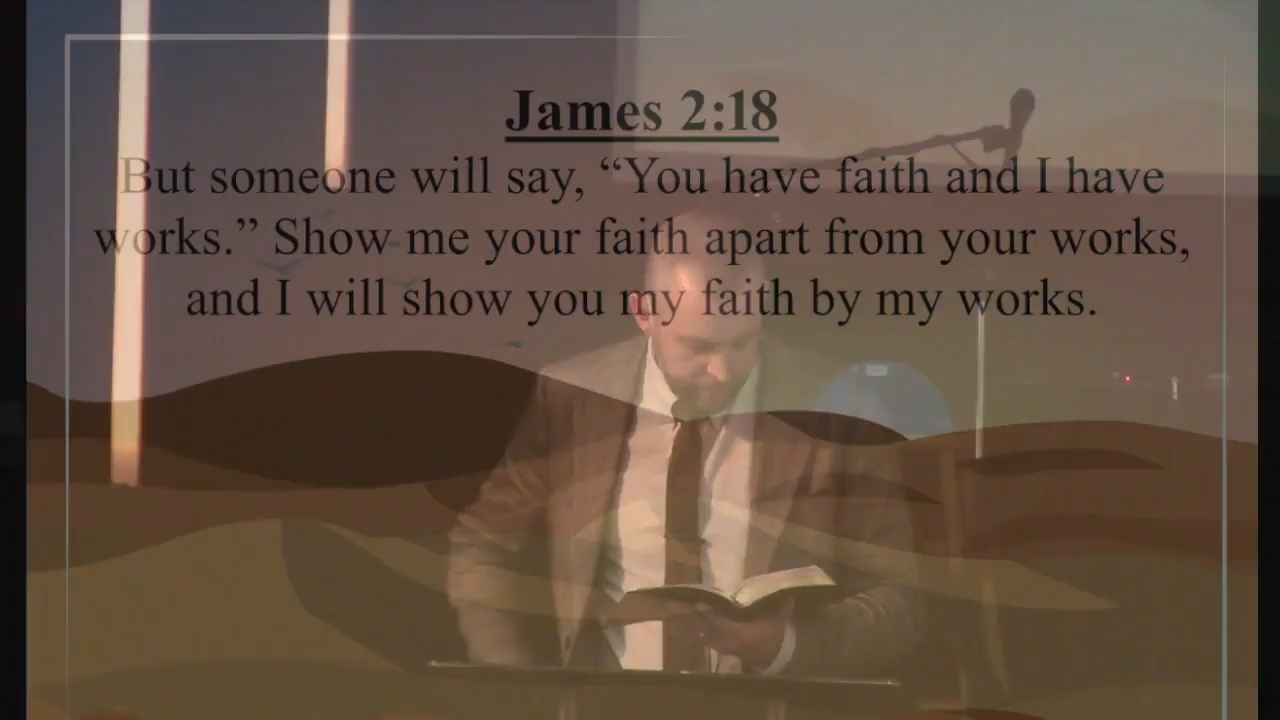 James 2:18
But someone will say, “You have faith and I have
works.” Show me your faith apart from your works,
and I will show you my faith by my works.